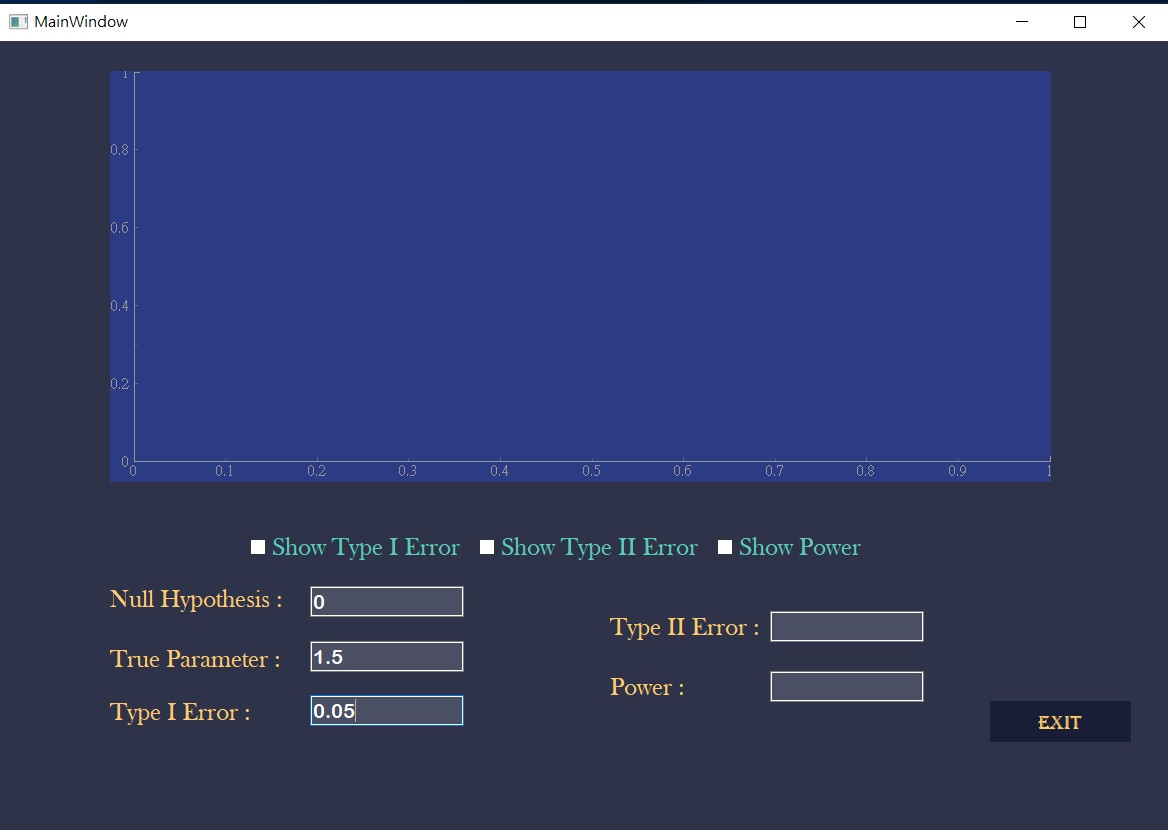 MainWindow
1
0.8
0.6
0.4
0.2
0
0 0.1 0.2 0.3 0.4 0.5 0.6 0.7 0.8 0.9 1
Show Type I Error Show Type II Error Show Power
Null Hypothesis : 0
Type II Error :
True Parameter : 1.5
Power :
Type I Error : 0.05
EXIT